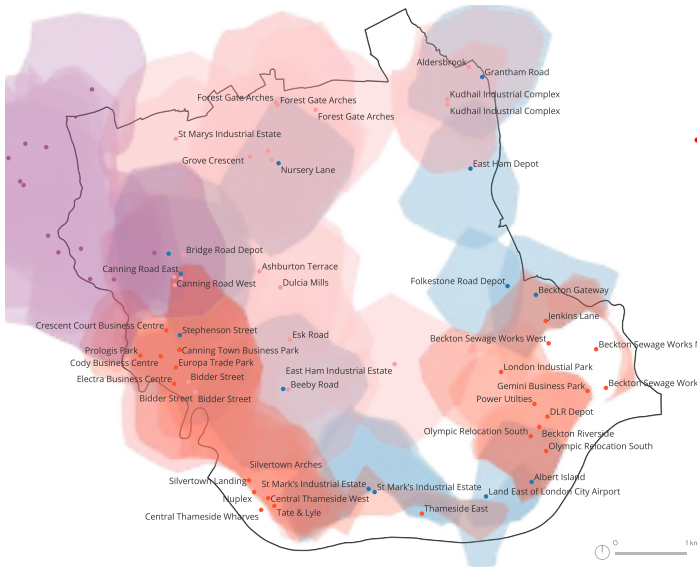 Aldersbrook
Grantham Road
Forest Gate Arches
Forest Gate Arches
Kudhail Industrial Complex
Kudhail Industrial Complex
Forest Gate Arches
St Marys Industrial Estate
Grove Crescent
Nursery Lane
East Ham Depot
Bridge Road Depot
Canning Road East
Ashburton Terrace
Canning Road West
Dulcia Mills
Folkestone Road Depot
Beckton Gateway
Jenkins Lane
Crescent Court Business Centre
Stephenson Street
Esk Road
Beckton Sewage Works West
Beckton Sewage Works
Prologis Park
Canning Town Business Park
Cody Business Centre
Europa Trade Park
East Ham Industrial Estate
London Industrial Park
Electra Business Centre
Bidder Street
Beeby Road
Gemini Business Park
Beckton Sewage Work
Bidder Street
Bidder Street
Power Utilties
DLR Depot
Olympic Relocation South
Beckton Riverside
Olympic Relocation South
Silvertown Arches
Silvertown Landing
St Mark's Industrial Estate
St Mark's Industrial Estate
Albert Island
Land East of London City Airport
Nuplex
Central Thameside West
Thameside East
Central Thameside Wharves
Tate & Lyle
0
1 kn